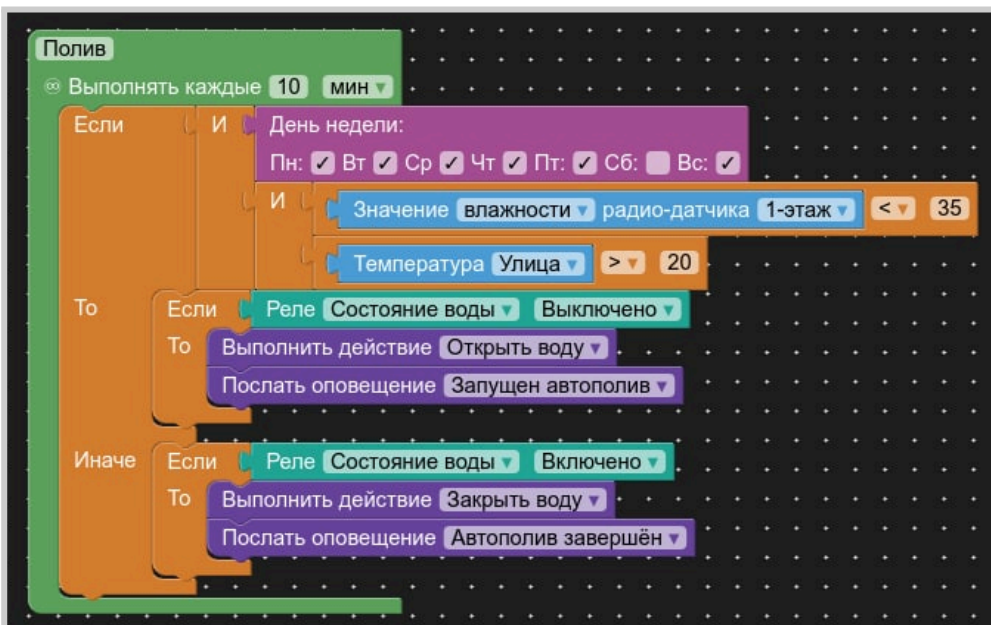 Полив
Выполнять каждые 10 мин
Если И День недели:
Пн: Вт Ср Чт Пт: Сб: Вс:
И Значение влажности радио-датчика 1-этаж < 35
Температура Улица > 20
То Если Реле Состояние воды Выключено
То Выполнить действие Открыть воду
Послать оповещение Запущен автополив
Иначе Если Реле Состояние воды Включено
То Выполнить действие Закрыть воду
Послать оповещение Автополив завершён